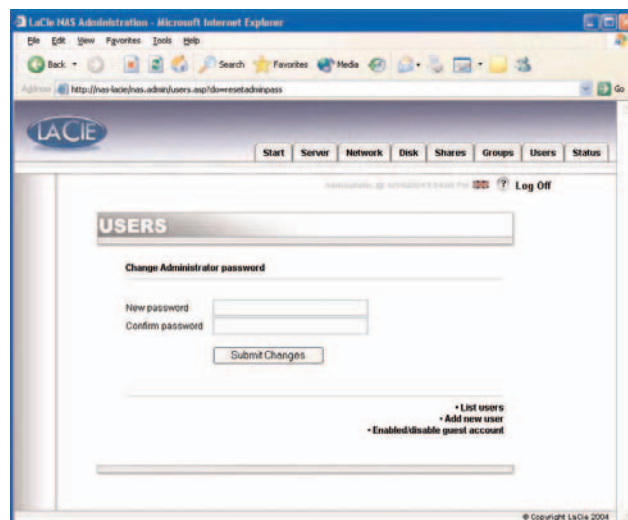 LaCie NAS Administration - Microsoft Internet Explorer
File Edit View Favorites Tools Help
Back Search Favorites Media
Address http://nas-lacie/nas.admin/users.asp?do=resetadminpass Go
LACIE
Start Server Network Disk Shares Groups Users Status
? Log Off
USERS
Change Administrator password
New password
Confirm password
Submit Changes
• List users
• Add new user
• Enabled/disable guest account
© Copyright LaCie 2004